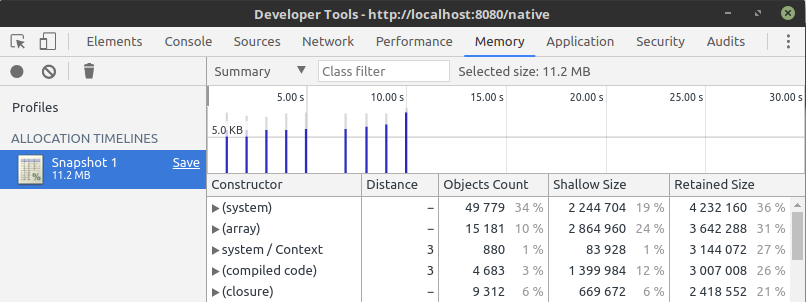 Developer Tools - http://localhost:8080/native
Elements Console Sources Network Performance Memory Application Security Audits
Summary Class filter Selected size: 11.2 MB
Profiles
ALLOCATION TIMELINES
Snapshot 1 Save
11.2 MB
5.00 s 10.00 s 15.00 s 20.00 s 25.00 s 30.00 s
5.0 KB
Constructor Distance Objects Count Shallow Size Retained Size
(system) – 49 779 34 % 2 244 704 19 % 4 232 160 36 %
(array) – 15 181 10 % 2 864 960 24 % 3 642 288 31 %
system / Context 3 880 1 % 83 928 1 % 3 144 072 27 %
(compiled code) 3 4 683 3 % 1 399 984 12 % 3 007 008 26 %
(closure) – 9 312 6 % 669 672 6 % 2 418 552 21 %